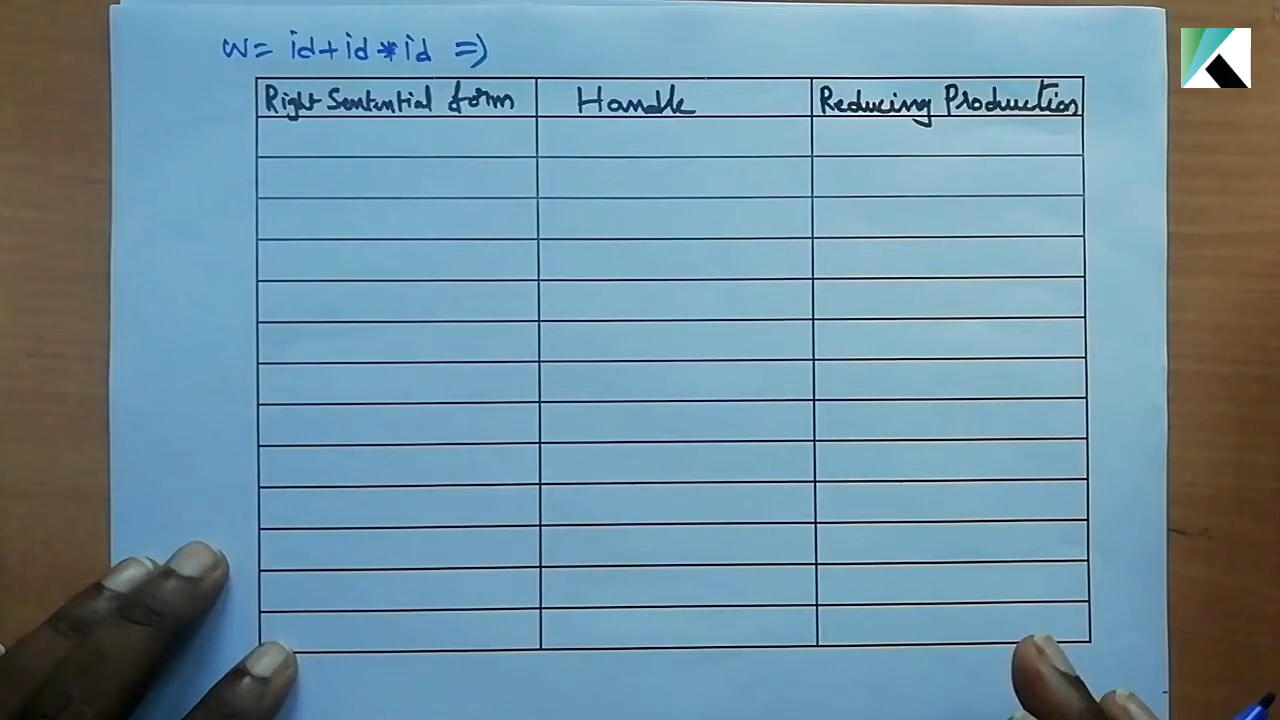 w= id+id*id =>
Right Sentential form Handle Reducing Production